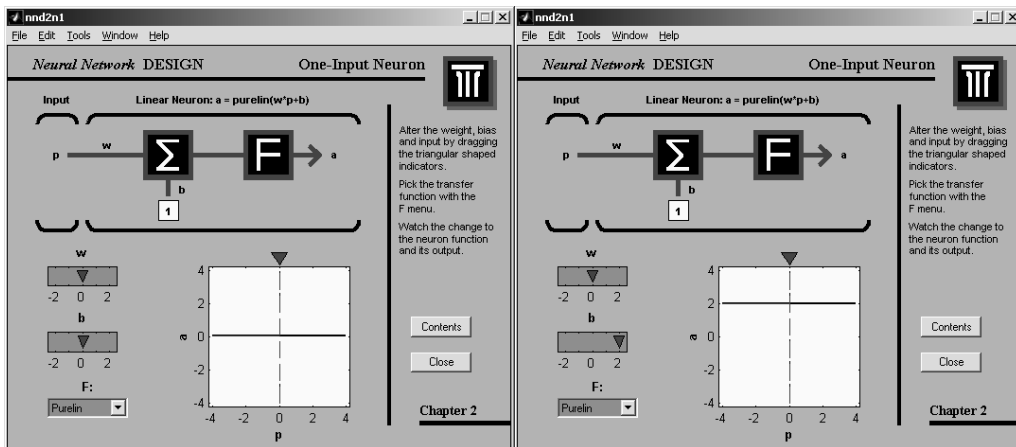 nnd2n1
File Edit Tools Window Help
Neural Network DESIGN
One-Input Neuron
Input
Linear Neuron: a = purelin(w*p+b)
p
w
Σ
F
a
b
1
Alter the weight, bias
and input by dragging
the triangular shaped
indicators.
Pick the transfer
function with the
F menu.
Watch the change to
the neuron function
and its output.
w
-2 0 2
b
-2 0 2
F:
Purelin
4
2
0
-2
-4
a
-4 -2 0 2 4
p
Contents
Close
Chapter 2
nnd2n1
File Edit Tools Window Help
Neural Network DESIGN
One-Input Neuron
Input
Linear Neuron: a = purelin(w*p+b)
p
w
Σ
F
a
b
1
Alter the weight, bias
and input by dragging
the triangular shaped
indicators.
Pick the transfer
function with the
F menu.
Watch the change to
the neuron function
and its output.
w
-2 0 2
b
-2 0 2
F:
Purelin
4
2
0
-2
-4
a
-4 -2 0 2 4
p
Contents
Close
Chapter 2